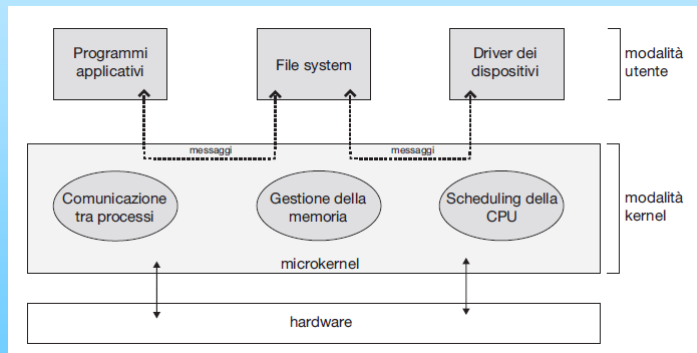 Programmi
applicativi
File system
Driver dei
dispositivi
modalità
utente
messaggi
messaggi
Comunicazione
tra processi
Gestione della
memoria
Scheduling della
CPU
modalità
kernel
microkernel
hardware